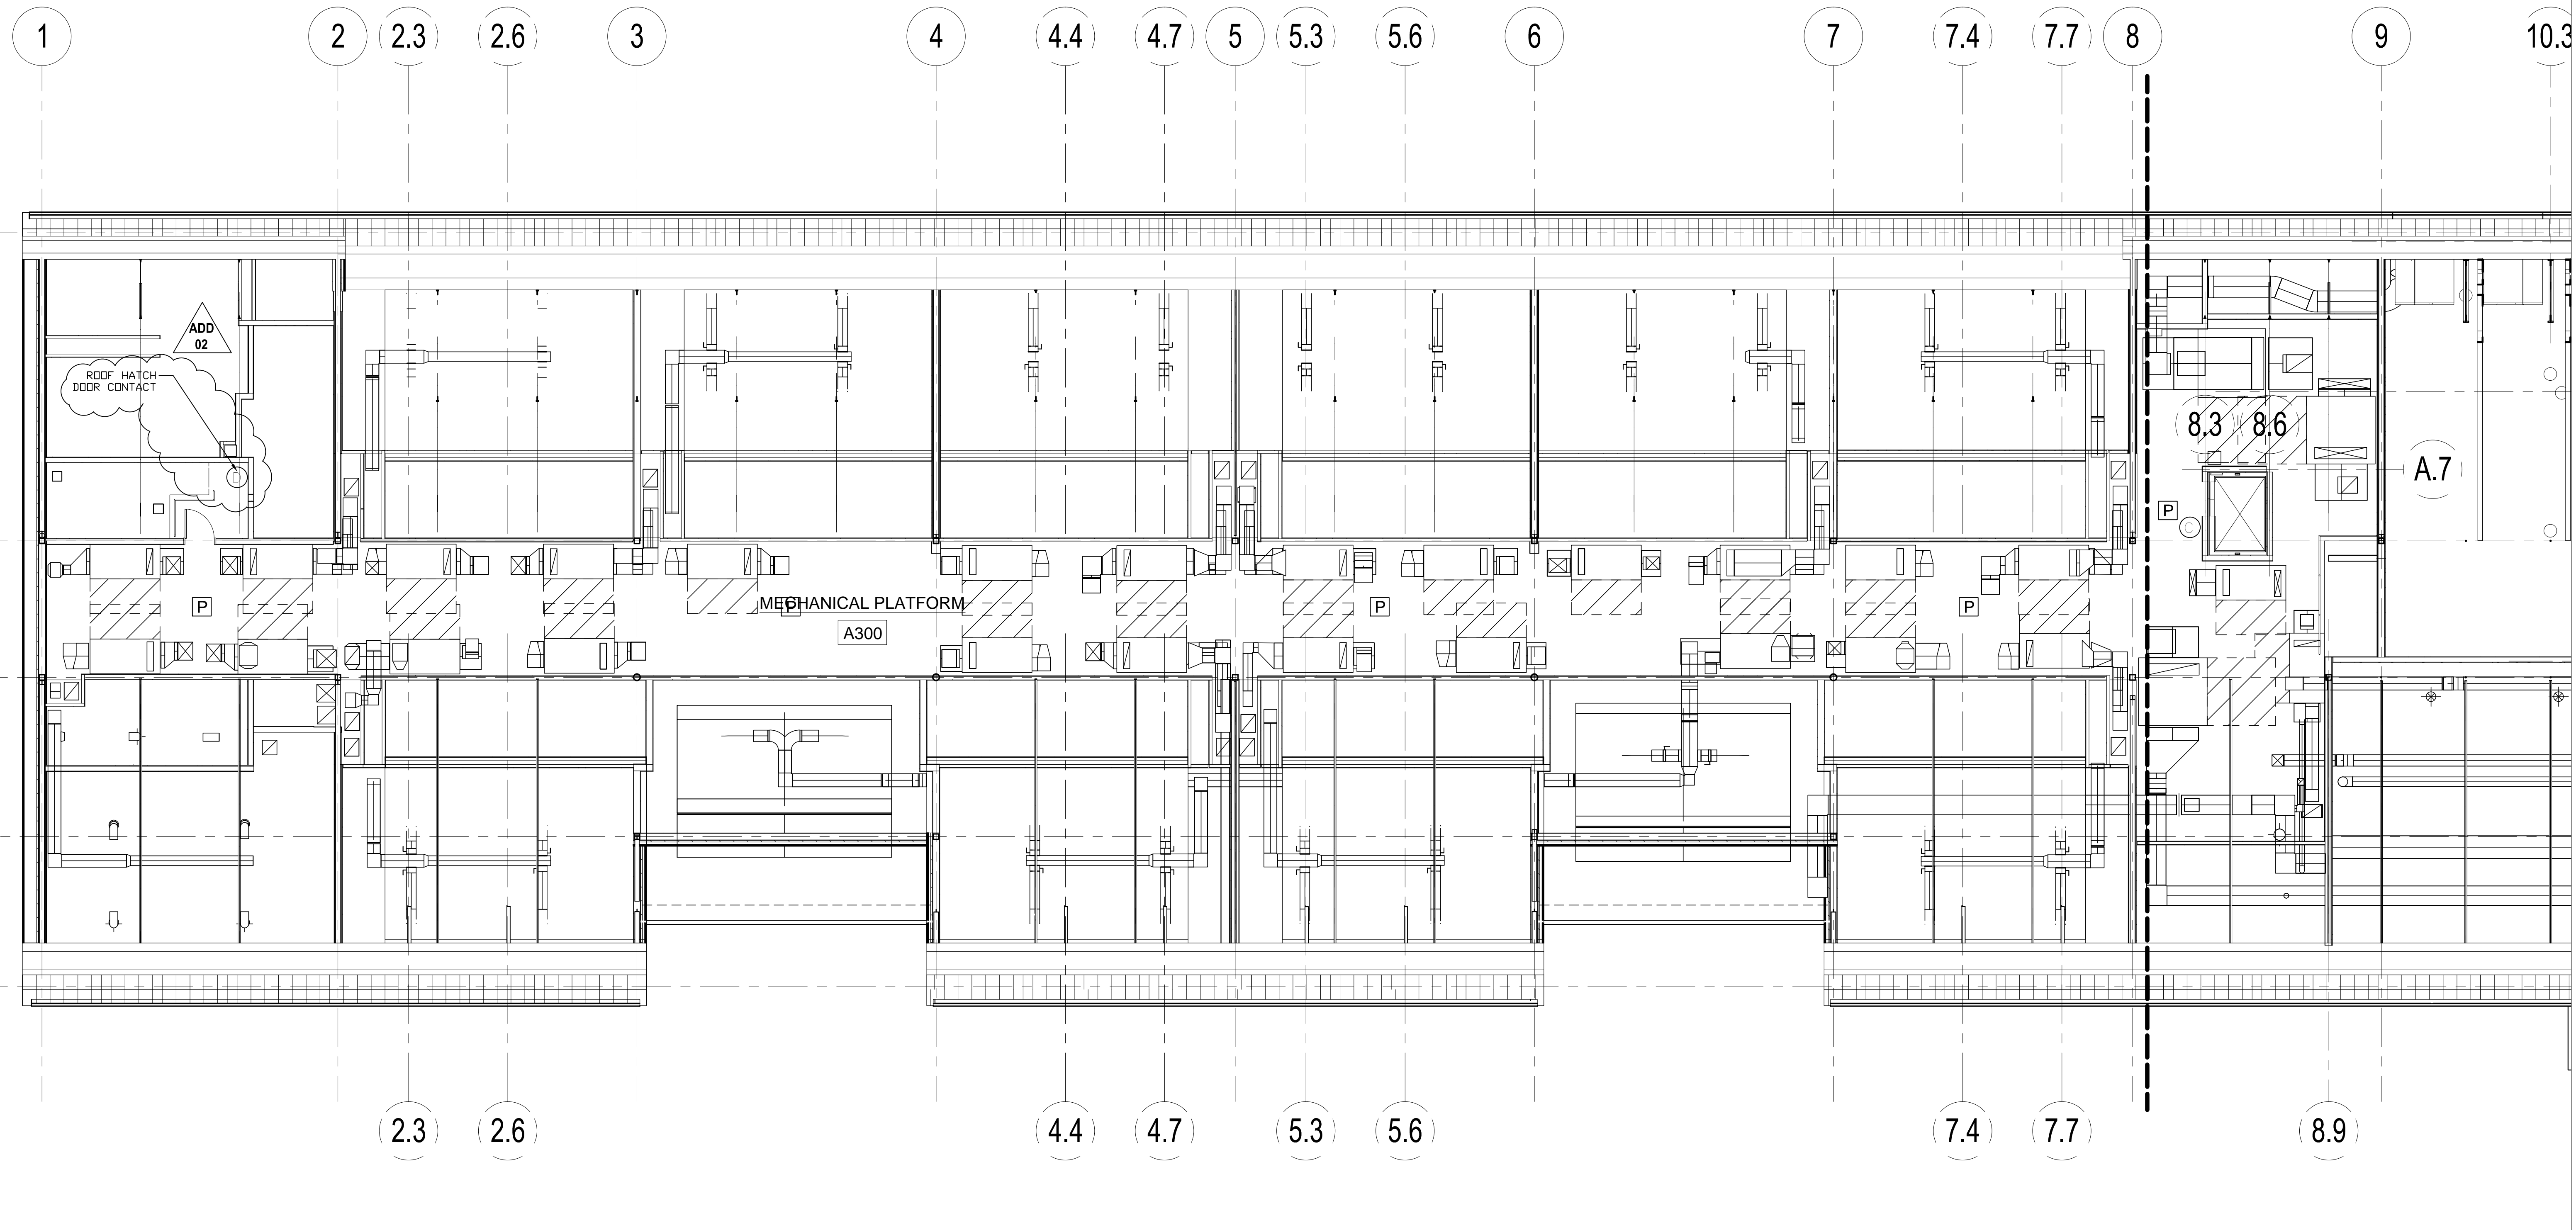 1 2 2.3 2.6 3 4 4.4 4.7 5 5.3 5.6 6 7 7.4 7.7 8 9 10.3
ADD
02
ROOF HATCH
DOOR CONTACT
8.3 8.6
A.7
D
P
C
P
P
P
P
MECHANICAL PLATFORM
A300
2.3 2.6 4.4 4.7 5.3 5.6 7.4 7.7 8.9